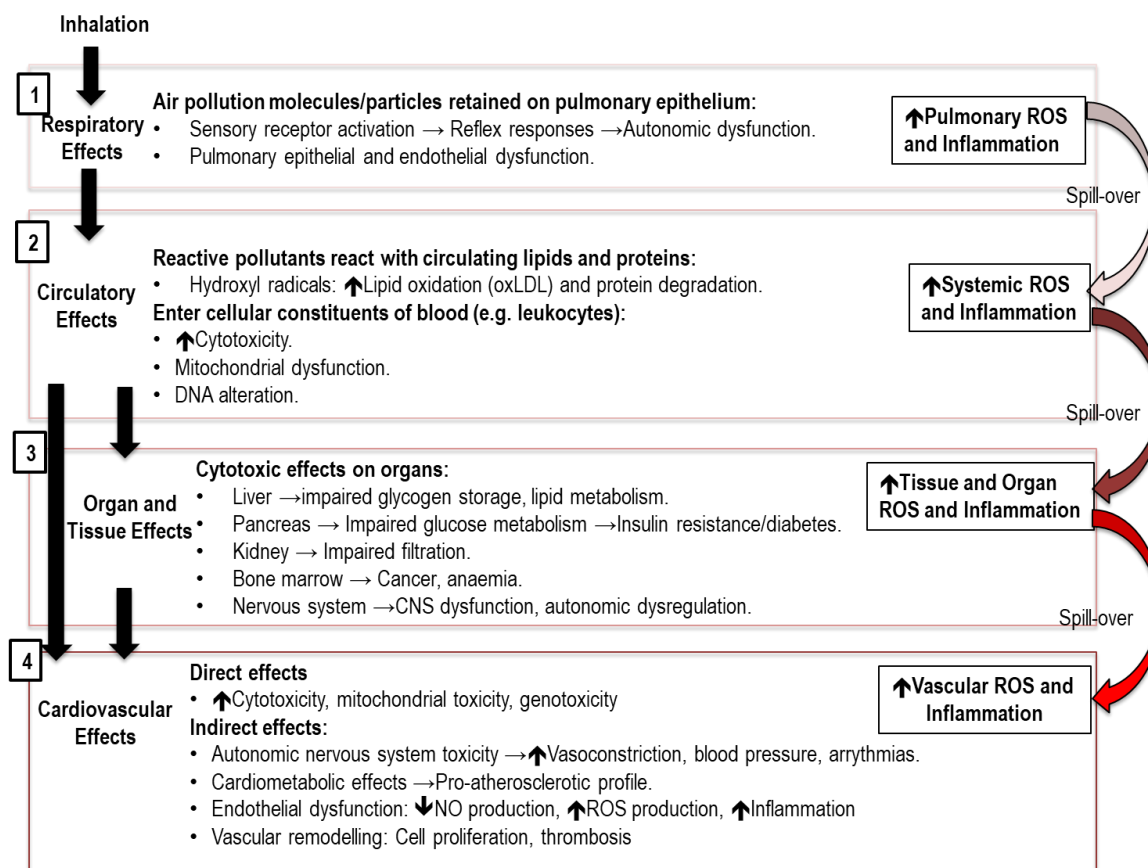 Inhalation
1
Respiratory
Effects
Air pollution molecules/particles retained on pulmonary epithelium:
• Sensory receptor activation → Reflex responses →Autonomic dysfunction.
• Pulmonary epithelial and endothelial dysfunction.
↑Pulmonary ROS
and Inflammation
Spill-over
2
Circulatory
Effects
Reactive pollutants react with circulating lipids and proteins:
• Hydroxyl radicals: ↑Lipid oxidation (oxLDL) and protein degradation.
Enter cellular constituents of blood (e.g. leukocytes):
• ↑Cytotoxicity.
• Mitochondrial dysfunction.
• DNA alteration.
↑Systemic ROS
and Inflammation
Spill-over
3
Organ and
Tissue Effects
Cytotoxic effects on organs:
• Liver →impaired glycogen storage, lipid metabolism.
• Pancreas → Impaired glucose metabolism →Insulin resistance/diabetes.
• Kidney → Impaired filtration.
• Bone marrow → Cancer, anaemia.
• Nervous system →CNS dysfunction, autonomic dysregulation.
↑Tissue and Organ
ROS and Inflammation
Spill-over
4
Cardiovascular
Effects
Direct effects
• ↑Cytotoxicity, mitochondrial toxicity, genotoxicity
Indirect effects:
• Autonomic nervous system toxicity →↑Vasoconstriction, blood pressure, arrythmias.
• Cardiometabolic effects →Pro-atherosclerotic profile.
• Endothelial dysfunction: ↓NO production, ↑ROS production, ↑Inflammation
• Vascular remodelling: Cell proliferation, thrombosis
↑Vascular ROS and
Inflammation